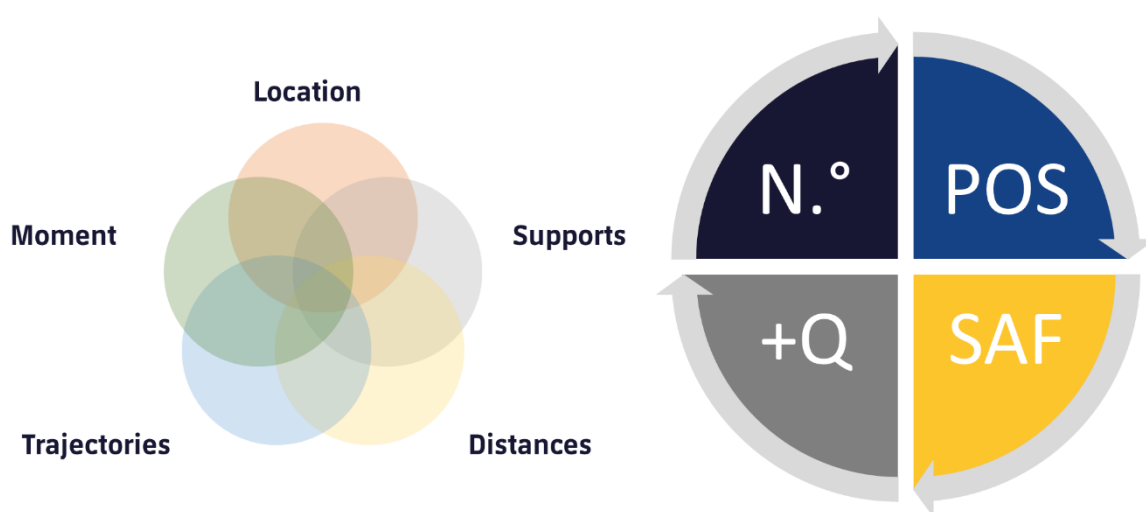 Location
Moment
Supports
Trajectories
Distances
N.°
POS
+Q
SAF